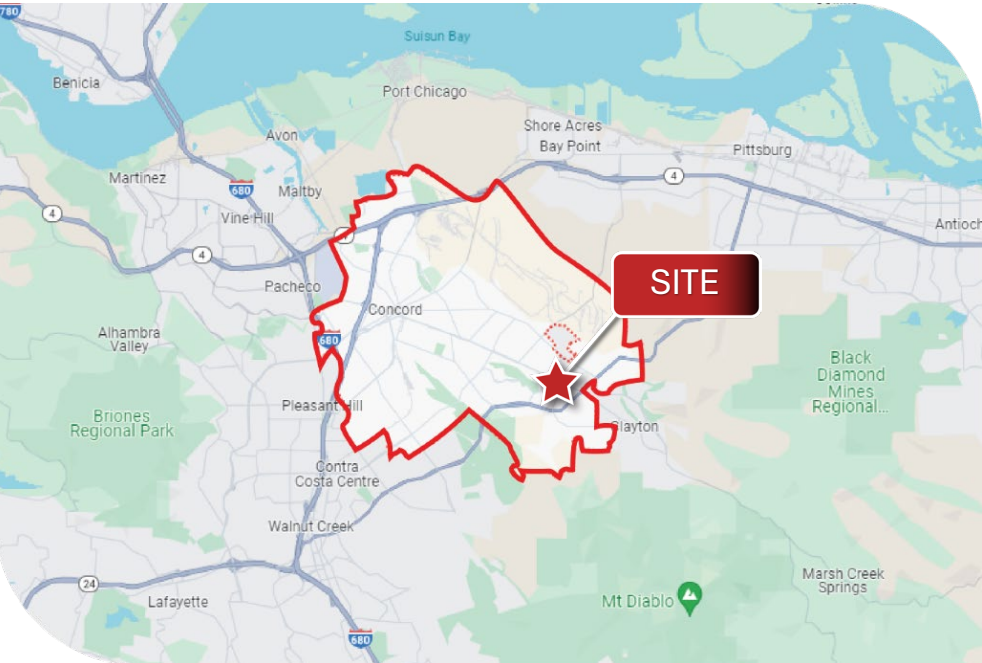 780
Suisun Bay
Benicia
Port Chicago
Shore Acres
Avon
Bay Point
Pittsburg
Martinez
4
680
Maltby
4
Vine Hill
Antioch
4
Pacheco
SITE
Concord
Alhambra
Valley
680
Black
Diamond
Mines
Regional...
Pleasant Hill
Briones
Regional Park
Clayton
Contra
Costa Centre
Walnut Creek
24
Marsh Creek
Springs
Lafayette
Mt Diablo
680